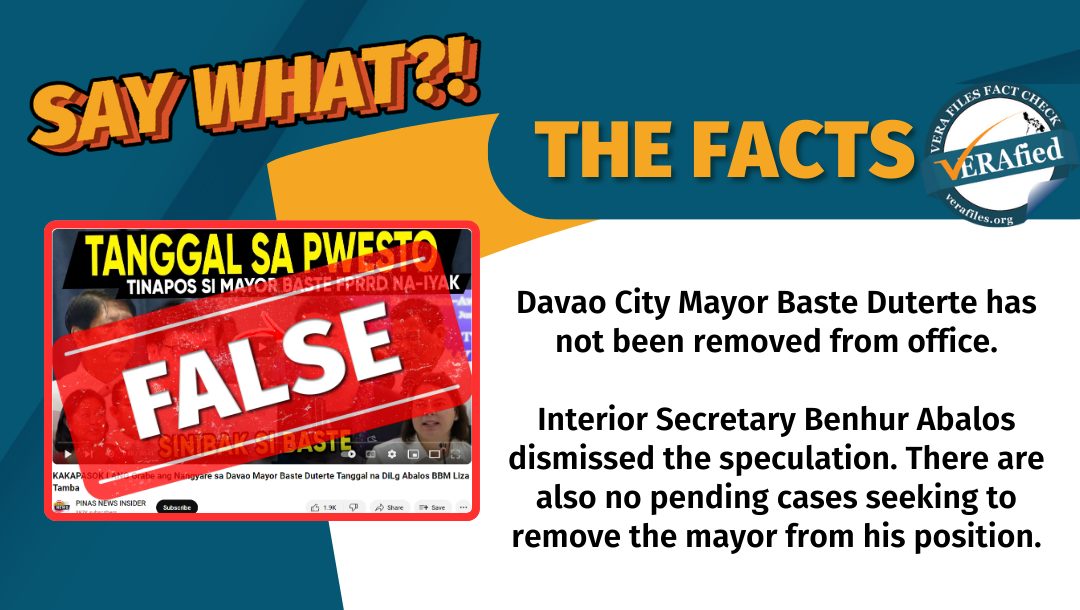 SAY WHAT?!
THE FACTS
VERA FILES FACT CHECK
VERAfied
verafiles.org
TANGGAL SA PWESTO
TINAPOS SI MAYOR BASTE FPRRD NA-IYAK
FALSE
SINIBAK SI BASTE
KAKAPASOK ANG Grabe ang Nangyare sa Davao Mayor Baste Duterte Tanggal na DiLg Abalos BBM Liza
Tamba
PINAS NEWS INSIDER
Subscribe
1.9K
Share
Save
Davao City Mayor Baste Duterte has
not been removed from office.
Interior Secretary Benhur Abalos
dismissed the speculation. There are
also no pending cases seeking to
remove the mayor from his position.